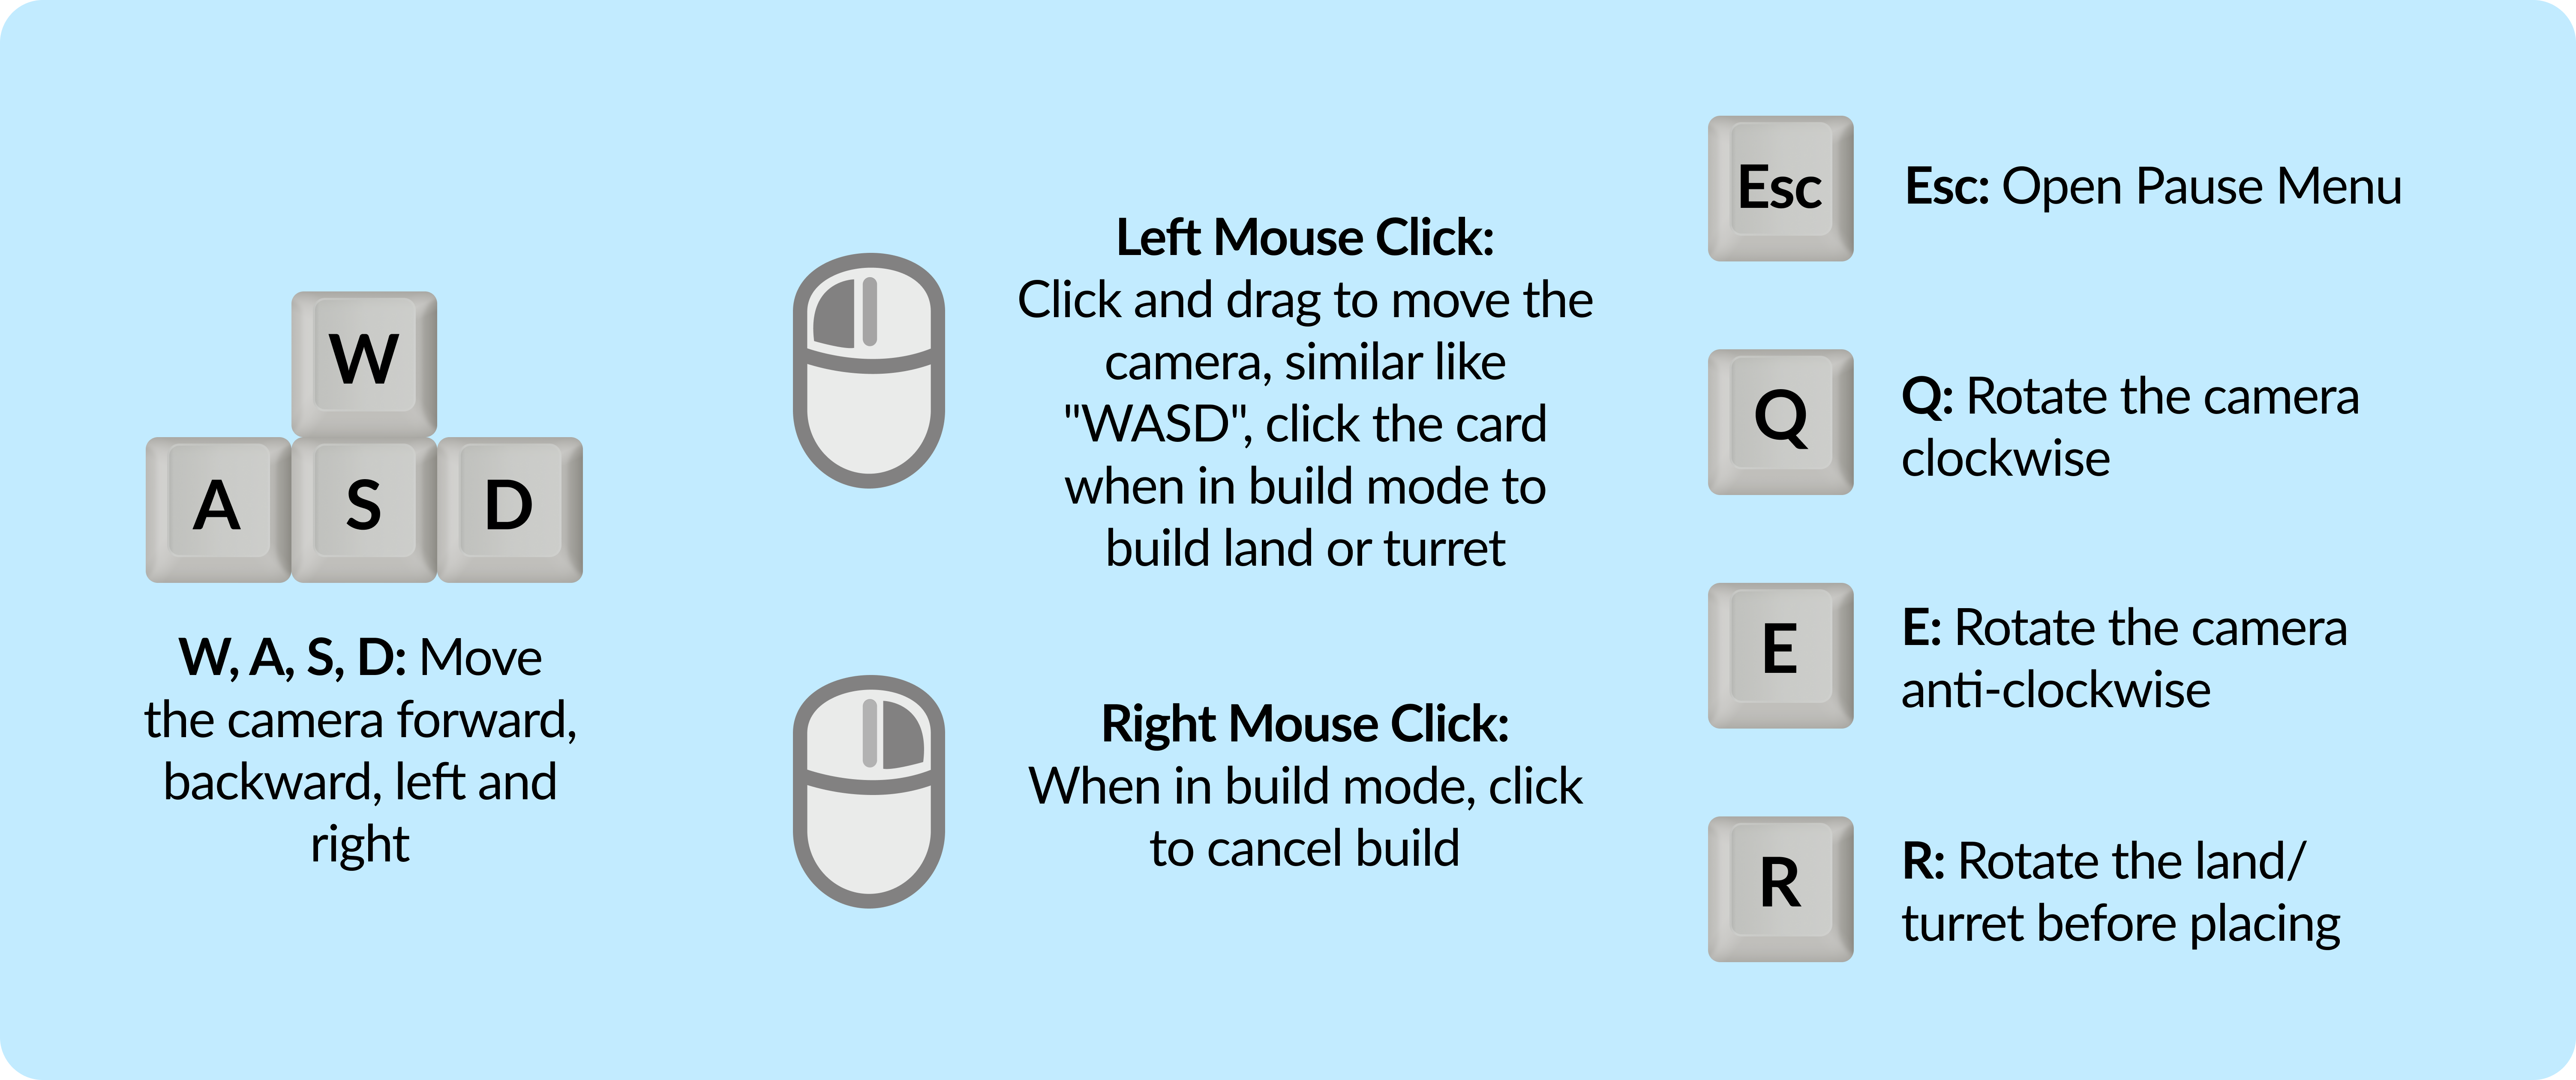 W
A S D
W, A, S, D: Move
the camera forward,
backward, left and
right
Left Mouse Click:
Click and drag to move the
camera, similar like
"WASD", click the card
when in build mode to
build land or turret
Right Mouse Click:
When in build mode, click
to cancel build
Esc
Esc: Open Pause Menu
Q
Q: Rotate the camera
clockwise
E
E: Rotate the camera
anti-clockwise
R
R: Rotate the land/
turret before placing